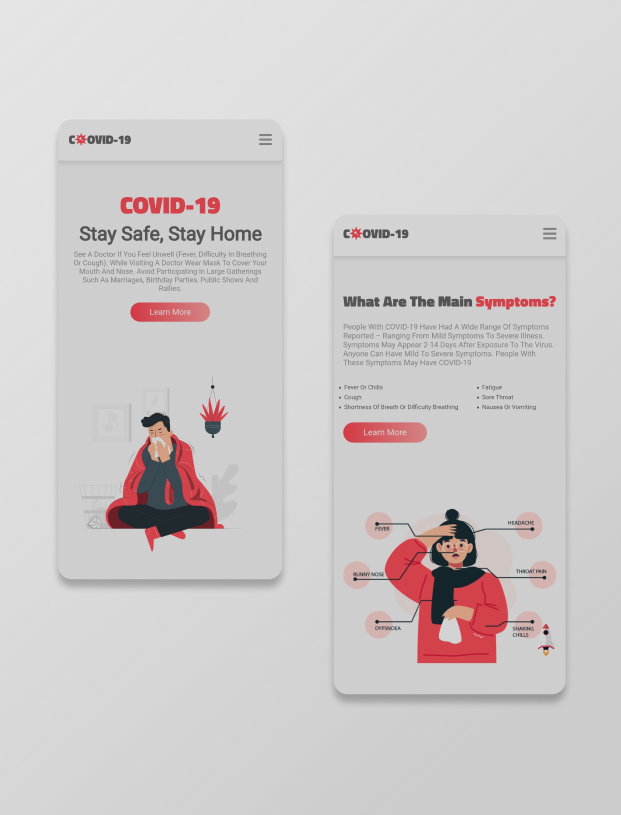 COVID-19
COVID-19
Stay Safe, Stay Home
See A Doctor If You Feel Unwell (Fever, Difficulty In Breathing
Or Cough). While Visiting A Doctor Wear Mask To Cover Your
Mouth And Nose. Avoid Participating In Large Gatherings
Such As Marriages, Birthday Parties, Public Shows And
Rallies.
Learn More
COVID-19
What Are The Main Symptoms?
People With COVID-19 Have Had A Wide Range Of Symptoms
Reported – Ranging From Mild Symptoms To Severe Illness.
Symptoms May Appear 2-14 Days After Exposure To The Virus.
Anyone Can Have Mild To Severe Symptoms. People With
These Symptoms May Have COVID-19
Fever Or Chills
Cough
Shortness Of Breath Or Difficulty Breathing
Fatigue
Sore Throat
Nausea Or Vomiting
Learn More
FEVER
HEADACHE
RUNNY NOSE
THROAT PAIN
DYPSNOEA
SHAKING
CHILLS